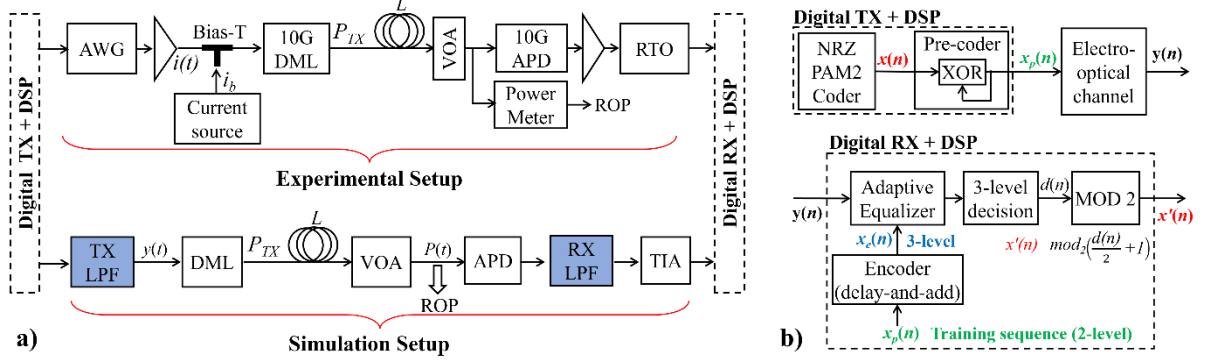 Digital TX + DSP
AWG
i(t)
Bias-T
i_b
Current
source
10G
DML
P_TX
L
VOA
10G
APD
Power
Meter
ROP
RTO
Digital RX + DSP
Experimental Setup
TX
LPF
y(t)
DML
P_TX
L
VOA
P(t)
ROP
APD
RX
LPF
TIA
Simulation Setup
a)
Digital TX + DSP
NRZ
PAM2
Coder
x(n)
Pre-coder
XOR
x_p(n)
Electro-
optical
channel
y(n)
Digital RX + DSP
y(n)
Adaptive
Equalizer
3-level
decision
d(n)
MOD 2
x'(n)
x_e(n) 3-level
x'(n) mod_2(d(n)/2 + 1)
Encoder
(delay-and-add)
x_p(n) Training sequence (2-level)
b)